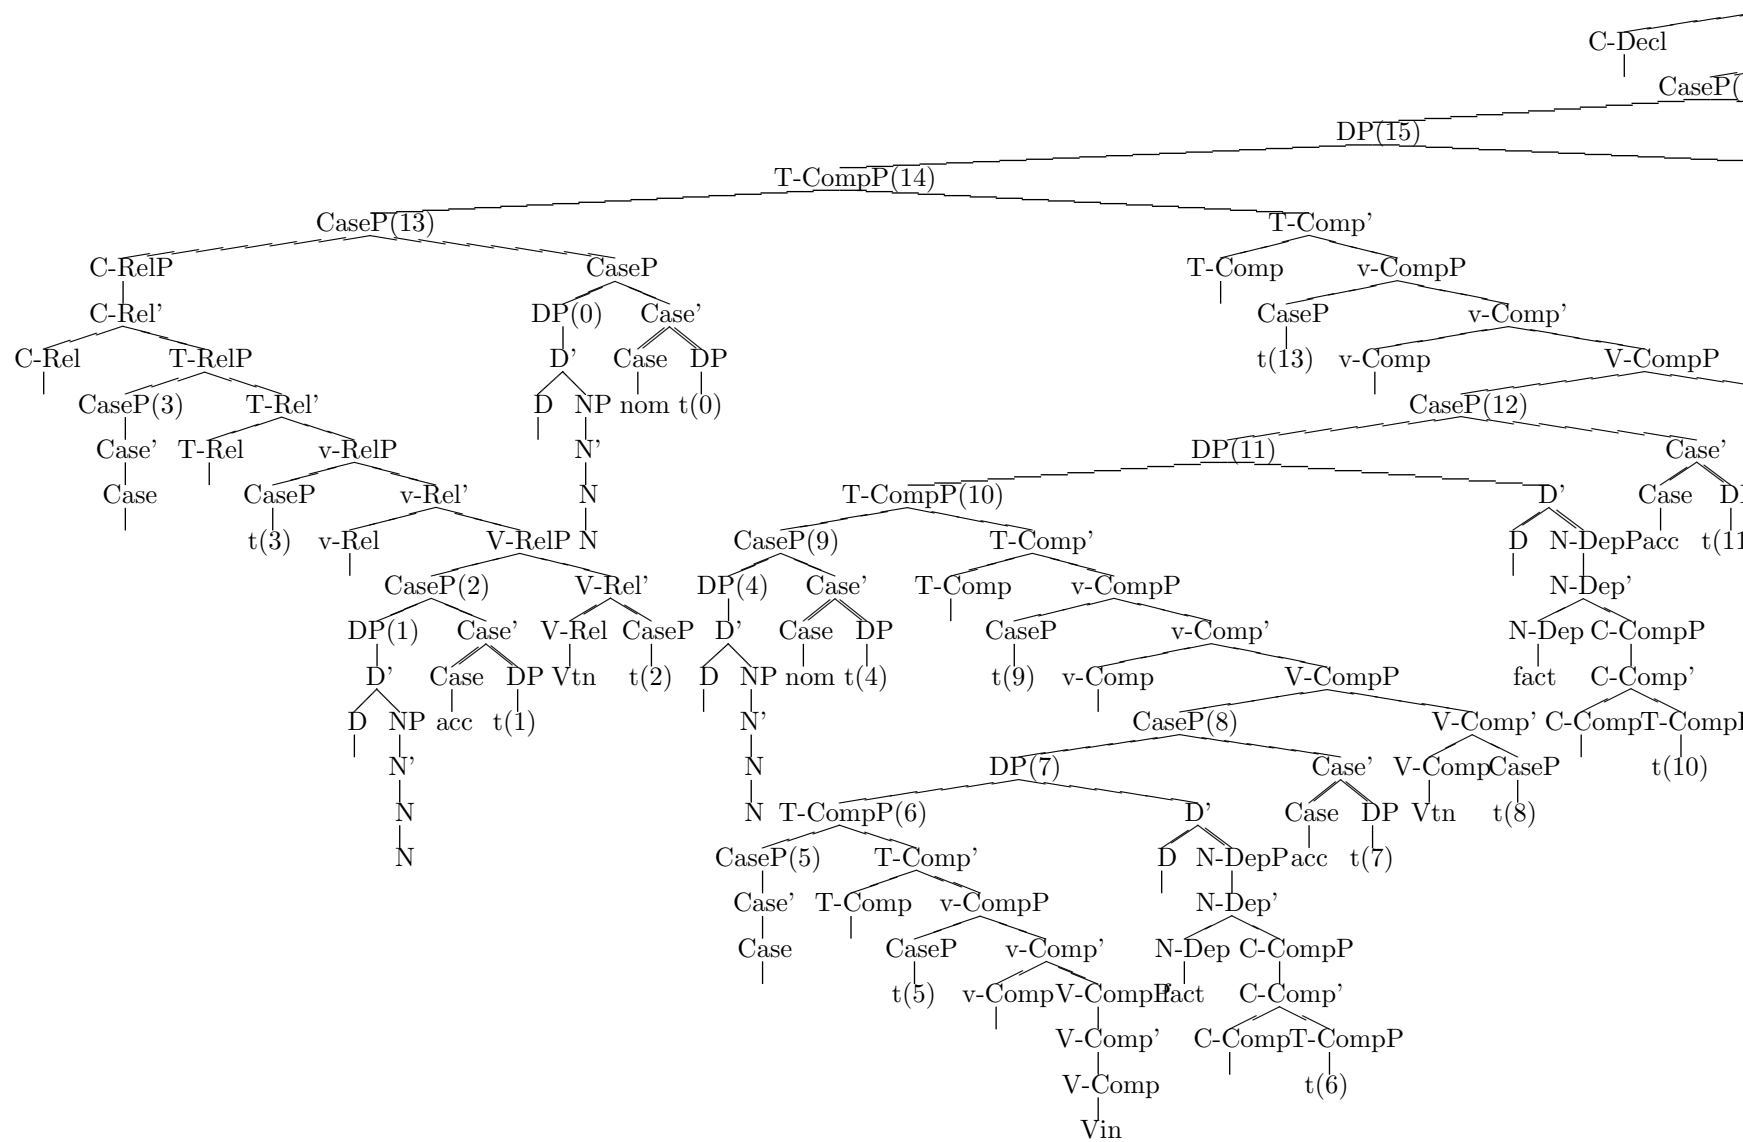 C-Decl
CaseP(
DP(15)
T-CompP(14)
CaseP(13) T-Comp'
C-RelP CaseP T-Comp v-CompP
C-Rel' DP(0) Case' CaseP v-Comp'
C-Rel T-RelP D' Case DP t(13) v-Comp V-CompP
CaseP(3) T-Rel' D NP nom t(0) CaseP(12)
Case' T-Rel v-RelP N' DP(11) Case'
Case CaseP v-Rel' N T-CompP(10) D' Case
t(3) v-Rel V-RelP N CaseP(9) T-Comp' D N-DepP acc t(11
CaseP(2) V-Rel' DP(4) Case' T-Comp v-CompP N-Dep'
DP(1) Case' V-Rel CaseP D' Case DP CaseP v-Comp' N-Dep C-CompP
D' Case DP Vtn t(2) D NP nom t(4) t(9) v-Comp V-CompP fact C-Comp'
D NP acc t(1) N' CaseP(8) V-Comp' C-Comp T-CompP
N' N DP(7) Case' V-Comp CaseP t(10)
N N T-CompP(6) D' Case DP Vtn t(8)
N CaseP(5) T-Comp' D N-DepP acc t(7)
Case' T-Comp v-CompP N-Dep'
Case CaseP v-Comp' N-Dep C-CompP
t(5) v-Comp V-CompP fact C-Comp'
V-Comp' C-Comp T-CompP
V-Comp t(6)
Vin